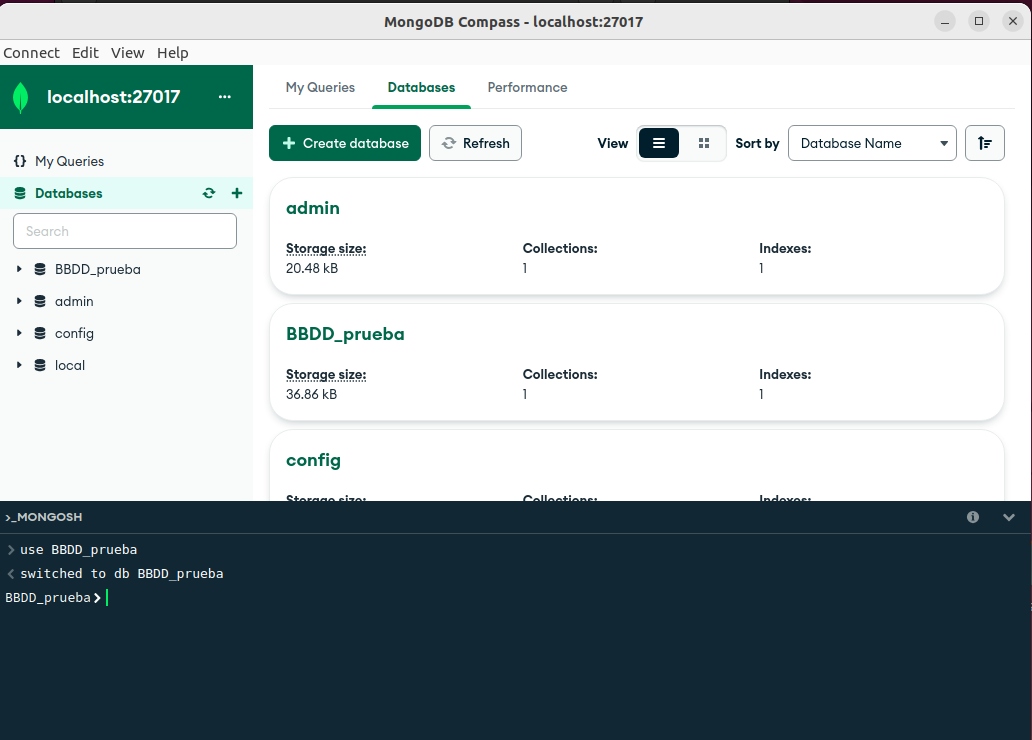 MongoDB Compass - localhost:27017
Connect Edit View Help
localhost:27017 ...
My Queries Databases Performance
Create database Refresh View Sort by Database Name
{} My Queries
Databases
Search
BBDD_prueba
admin
config
local
admin
Storage size: Collections: Indexes:
20.48 kB 1 1
BBDD_prueba
Storage size: Collections: Indexes:
36.86 kB 1 1
config
Storage size: Collections: Indexes:
>_MONGOSH
> use BBDD_prueba
< switched to db BBDD_prueba
BBDD_prueba>